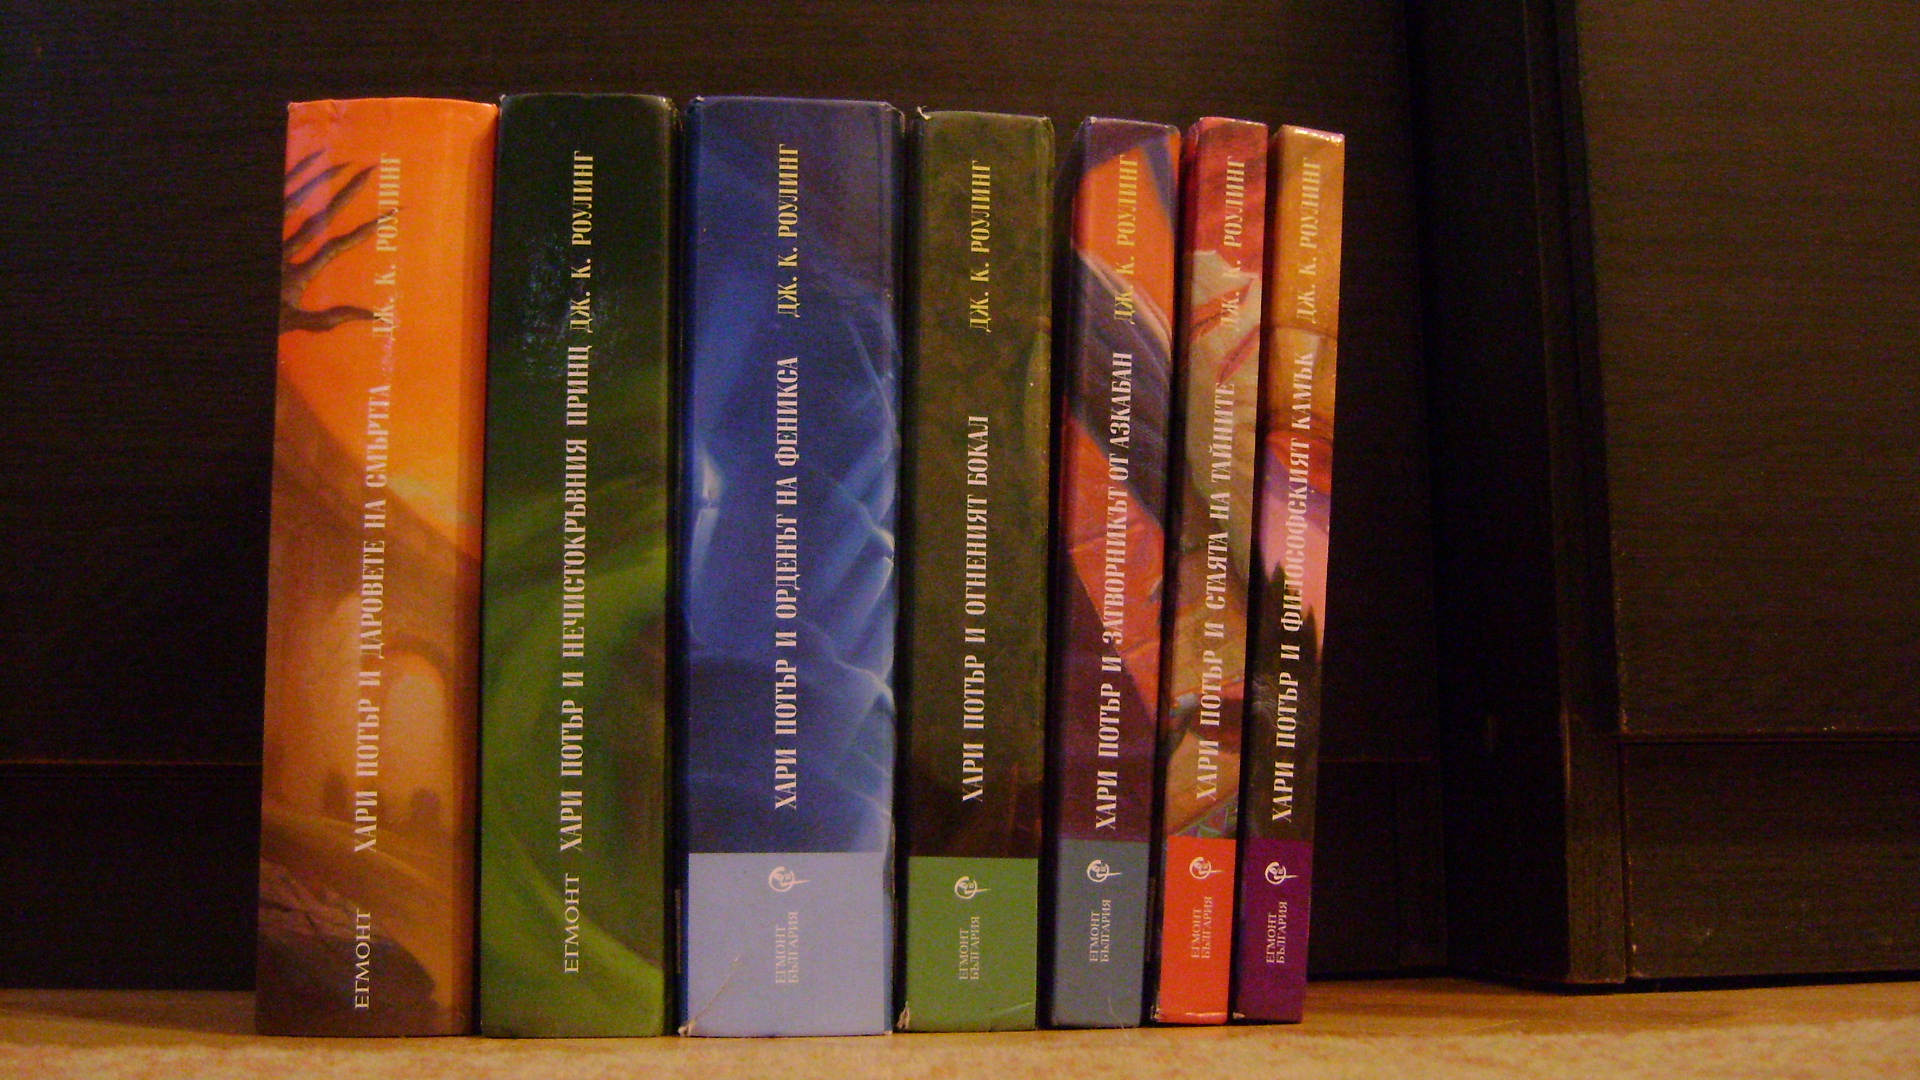 ХАРИ ПОТЪР И ДАРОВЕТЕ НА СМЪРТТА
ДЖ. К. РОУЛИНГ
ЕГМОНТ
ХАРИ ПОТЪР И НЕЧИСТОКРЪВНИЯ ПРИНЦ
ДЖ. К. РОУЛИНГ
ЕГМОНТ
ХАРИ ПОТЪР И ОРДЕНЪТ НА ФЕНИКСА
ДЖ. К. РОУЛИНГ
ЕГМОНТ
БЪЛГАРИЯ
ХАРИ ПОТЪР И ОГНЕНИЯТ БОКАЛ
ДЖ. К. РОУЛИНГ
ЕГМОНТ
БЪЛГАРИЯ
ХАРИ ПОТЪР И ЗАТВОРНИКЪТ ОТ АЗКАБАН
ДЖ. К. РОУЛИНГ
ЕГМОНТ
БЪЛГАРИЯ
ХАРИ ПОТЪР И СТАЯТА НА ТАЙНИТЕ
ДЖ. К. РОУЛИНГ
ЕГМОНТ
БЪЛГАРИЯ
ХАРИ ПОТЪР И ФИЛОСОФСКИЯТ КАМЪК
ДЖ. К. РОУЛИНГ
ЕГМОНТ
БЪЛГАРИЯ